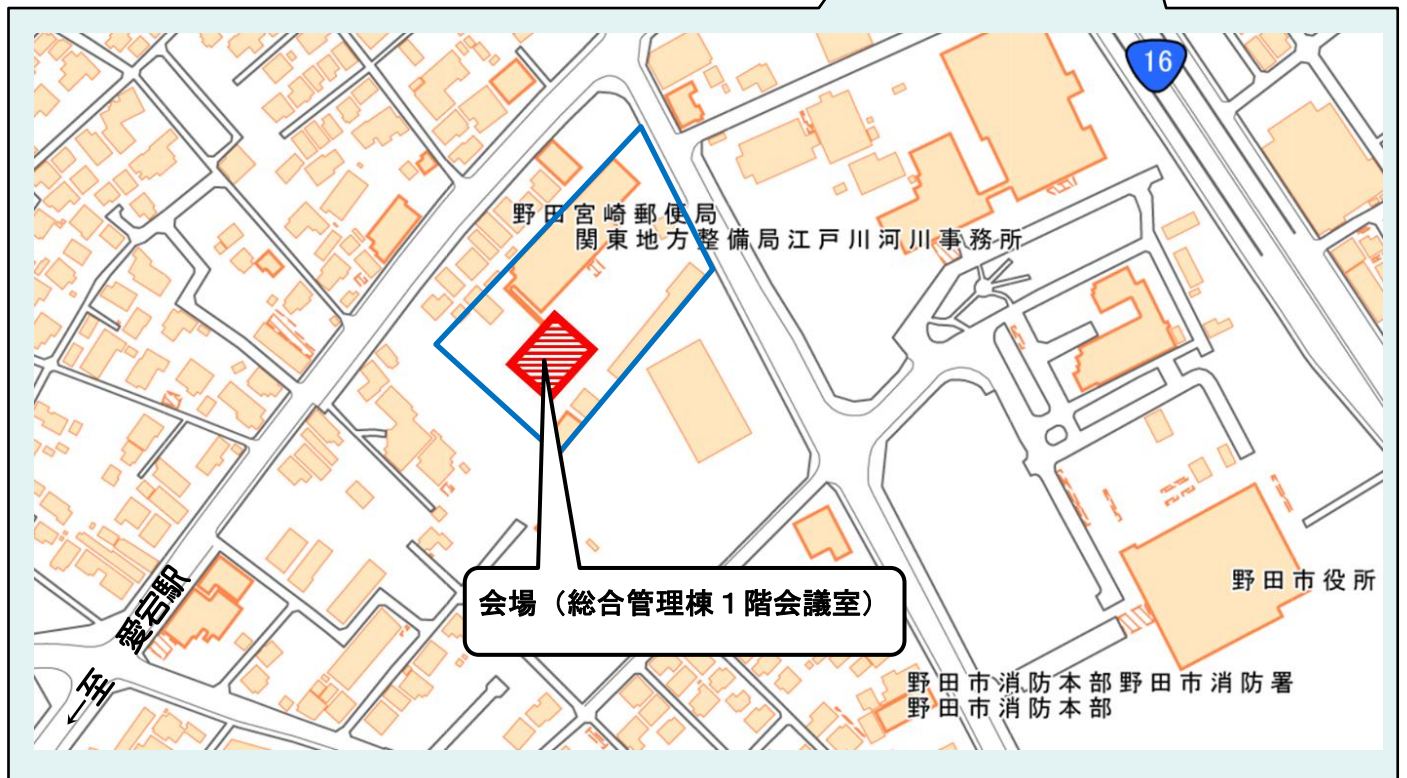 16
野田宮崎郵便局
関東地方整備局江戸川河川事務所
会場（総合管理棟１階会議室）
野田市役所
←至 愛宕駅
野田市消防本部野田市消防署
野田市消防本部